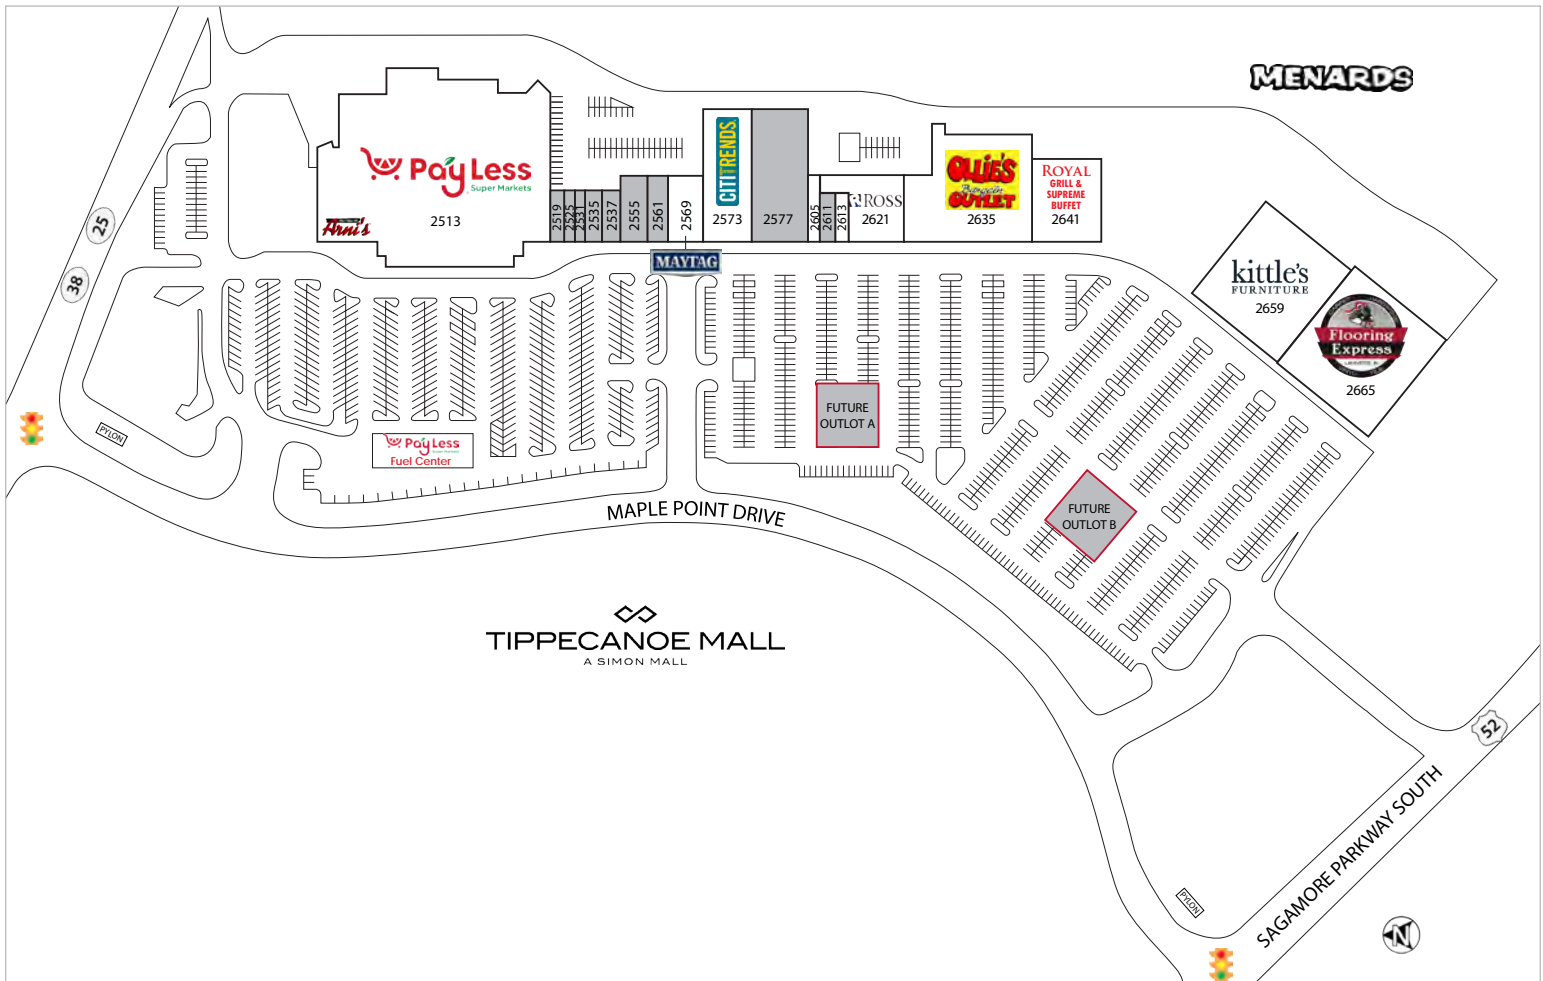 MENARDS
25
38
PayLess
Super Markets
Arni's
2513
2519
2525
2531
2535
2537
2555
2561
2569
MAYTAG
CITITRENDS
2573
2577
2605
2611
2613
ROSS
2621
OLLIE'S
Bargain
OUTLET
2635
ROYAL
GRILL &
SUPREME
BUFFET
2641
kittle's
FURNITURE
2659
Flooring
Express
2665
PYLON
PayLess
Fuel Center
FUTURE
OUTLOT A
FUTURE
OUTLOT B
MAPLE POINT DRIVE
TIPPECANOE MALL
A SIMON MALL
52
SAGAMORE PARKWAY SOUTH
PYLON
N